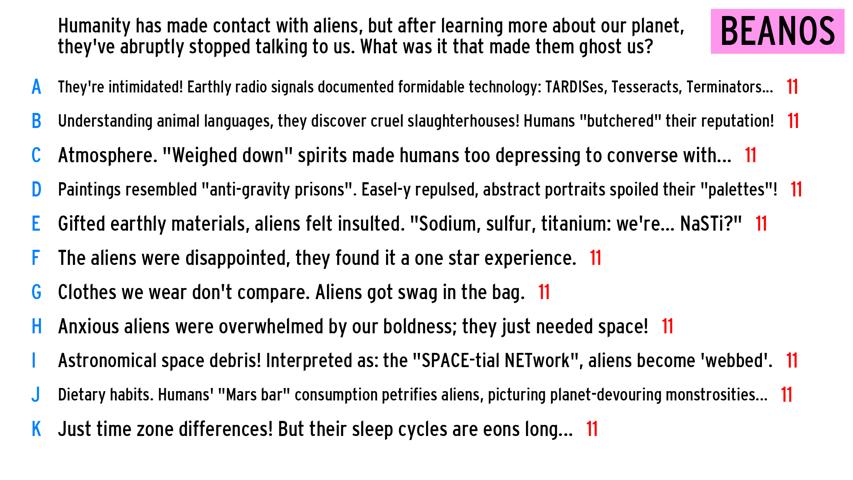 Humanity has made contact with aliens, but after learning more about our planet,
they've abruptly stopped talking to us. What was it that made them ghost us?
BEANOS
A They're intimidated! Earthly radio signals documented formidable technology: TARDISes, Tesseracts, Terminators... 11
B Understanding animal languages, they discover cruel slaughterhouses! Humans "butchered" their reputation! 11
C Atmosphere. "Weighed down" spirits made humans too depressing to converse with... 11
D Paintings resembled "anti-gravity prisons". Easel-y repulsed, abstract portraits spoiled their "palettes"! 11
E Gifted earthly materials, aliens felt insulted. "Sodium, sulfur, titanium: we're... NaSTi?" 11
F The aliens were disappointed, they found it a one star experience. 11
G Clothes we wear don't compare. Aliens got swag in the bag. 11
H Anxious aliens were overwhelmed by our boldness; they just needed space! 11
I Astronomical space debris! Interpreted as: the "SPACE-tial NETwork", aliens become 'webbed'. 11
J Dietary habits. Humans' "Mars bar" consumption petrifies aliens, picturing planet-devouring monstrosities... 11
K Just time zone differences! But their sleep cycles are eons long... 11